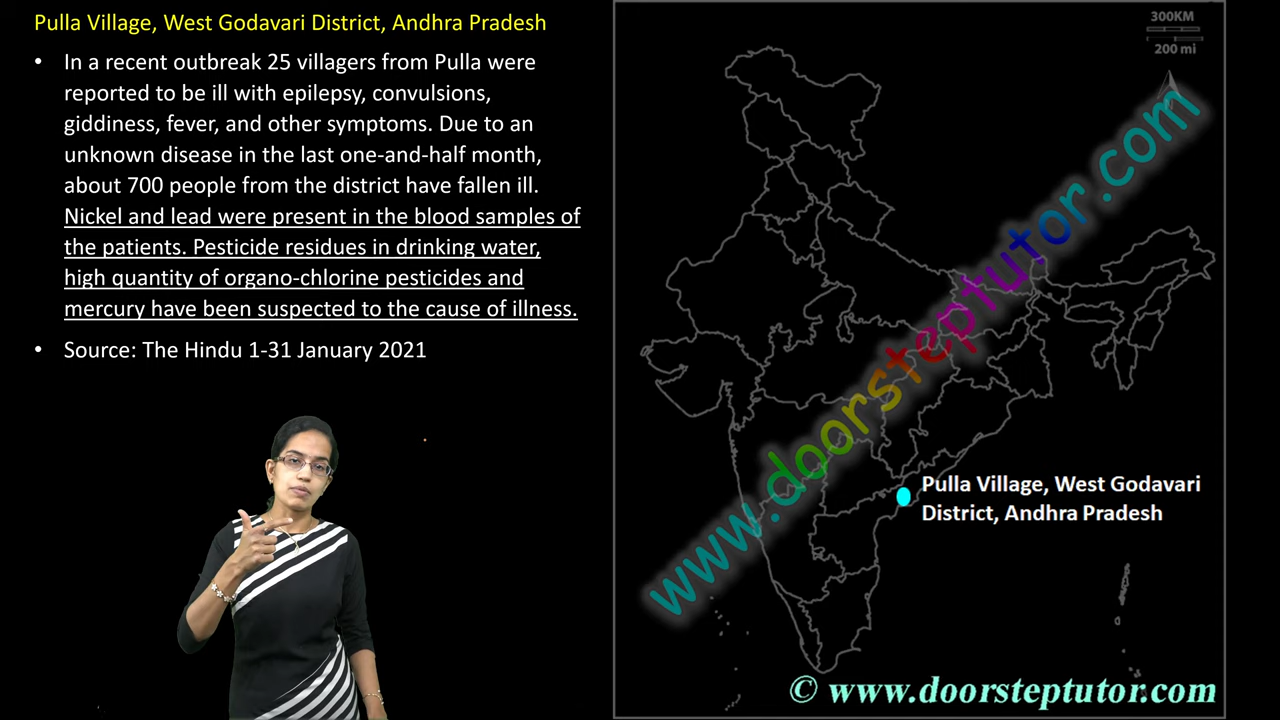 Pulla Village, West Godavari District, Andhra Pradesh
• In a recent outbreak 25 villagers from Pulla were
reported to be ill with epilepsy, convulsions,
giddiness, fever, and other symptoms. Due to an
unknown disease in the last one-and-half month,
about 700 people from the district have fallen ill.
Nickel and lead were present in the blood samples of
the patients. Pesticide residues in drinking water,
high quantity of organo-chlorine pesticides and
mercury have been suspected to the cause of illness.
• Source: The Hindu 1-31 January 2021
300KM
200 mi
www.doorsteptutor.com
Pulla Village, West Godavari
District, Andhra Pradesh
© www.doorsteptutor.com